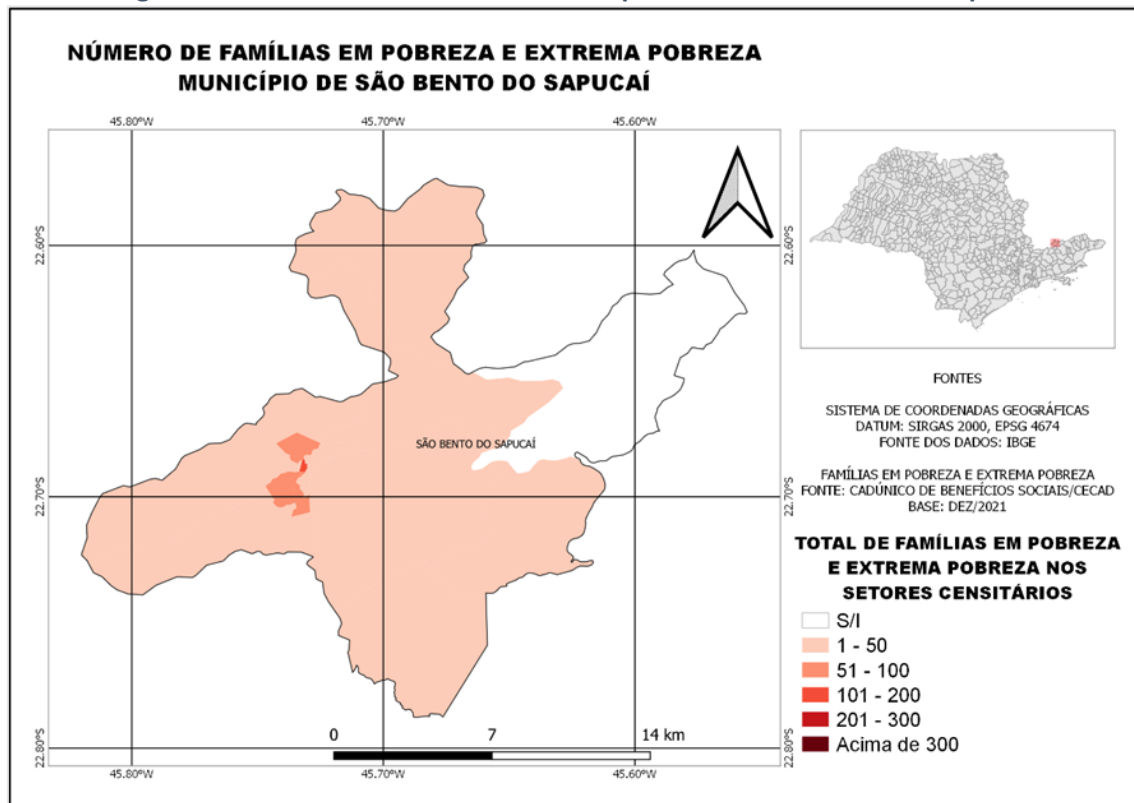 NÚMERO DE FAMÍLIAS EM POBREZA E EXTREMA POBREZA
MUNICÍPIO DE SÃO BENTO DO SAPUCAÍ
45.80°W
45.70°W
45.60°W
22.60°S
22.60°S
SÃO BENTO DO SAPUCAÍ
22.70°S
22.70°S
22.80°S
22.80°S
0 7 14 km
45.80°W
45.70°W
45.60°W
FONTES
SISTEMA DE COORDENADAS GEOGRÁFICAS
DATUM: SIRGAS 2000, EPSG 4674
FONTE DOS DADOS: IBGE
FAMÍLIAS EM POBREZA E EXTREMA POBREZA
FONTE: CADÚNICO DE BENEFÍCIOS SOCIAIS/CECAD
BASE: DEZ/2021
TOTAL DE FAMÍLIAS EM POBREZA
E EXTREMA POBREZA NOS
SETORES CENSITÁRIOS
S/I
1 - 50
51 - 100
101 - 200
201 - 300
Acima de 300